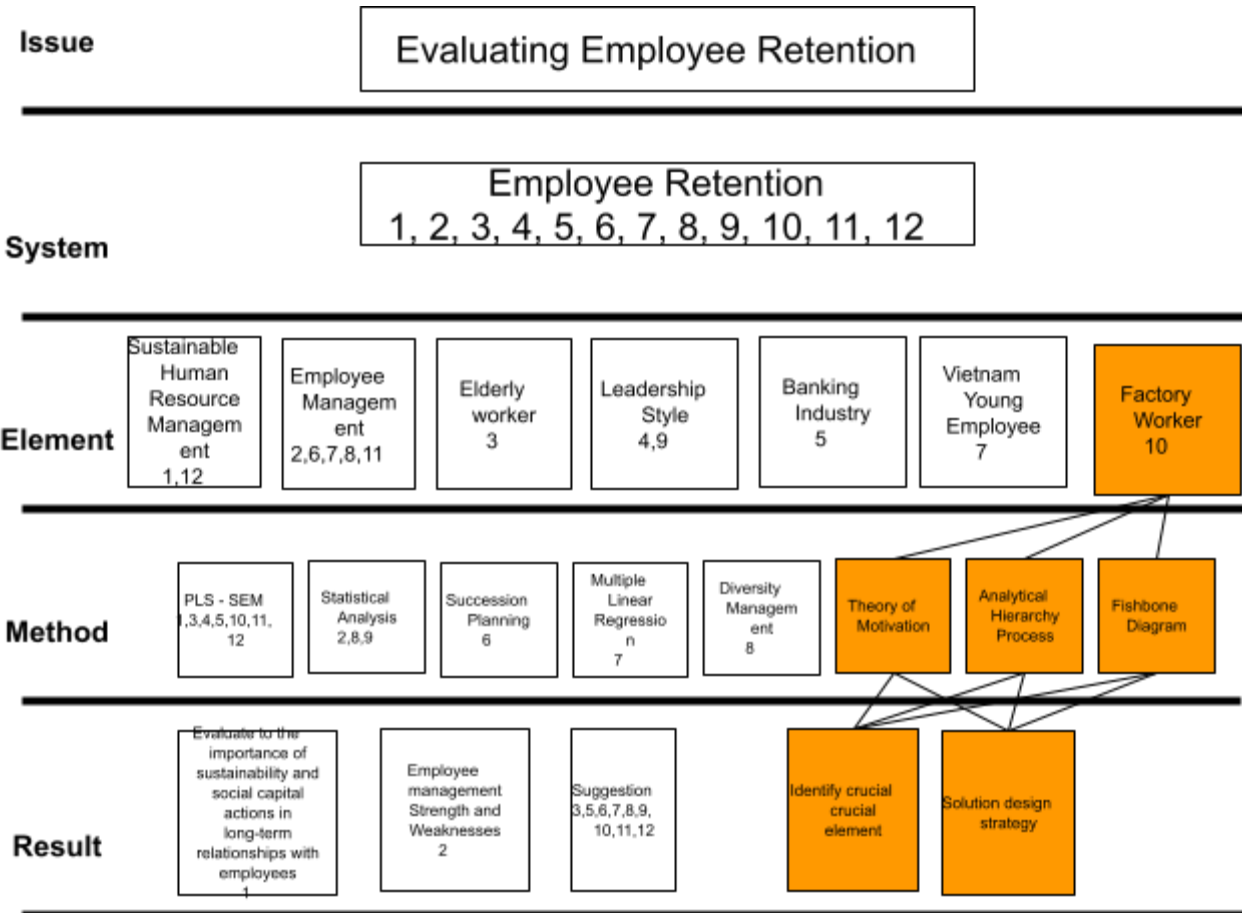 Issue
Evaluating Employee Retention
Employee Retention
1, 2, 3, 4, 5, 6, 7, 8, 9, 10, 11, 12
System
Element
Sustainable
Human
Resource
Managem
ent
1,12
Employee
Managem
ent
2,6,7,8,11
Elderly
worker
3
Leadership
Style
4,9
Banking
Industry
5
Vietnam
Young
Employee
7
Factory
Worker
10
Method
PLS - SEM
1,3,4,5,10,11,
12
Statistical
Analysis
2,8,9
Succession
Planning
6
Multiple
Linear
Regressio
n
7
Diversity
Managem
ent
8
Theory of
Motivation
Analytical
Hierarchy
Process
Fishbone
Diagram
Result
Evaluate to the
importance of
sustainability and
social capital
actions in
long-term
relationships with
employees
1
Employee
management
Strength and
Weaknesses
2
Suggestion
3,5,6,7,8,9,
10,11,12
Identify crucial
crucial
element
Solution design
strategy